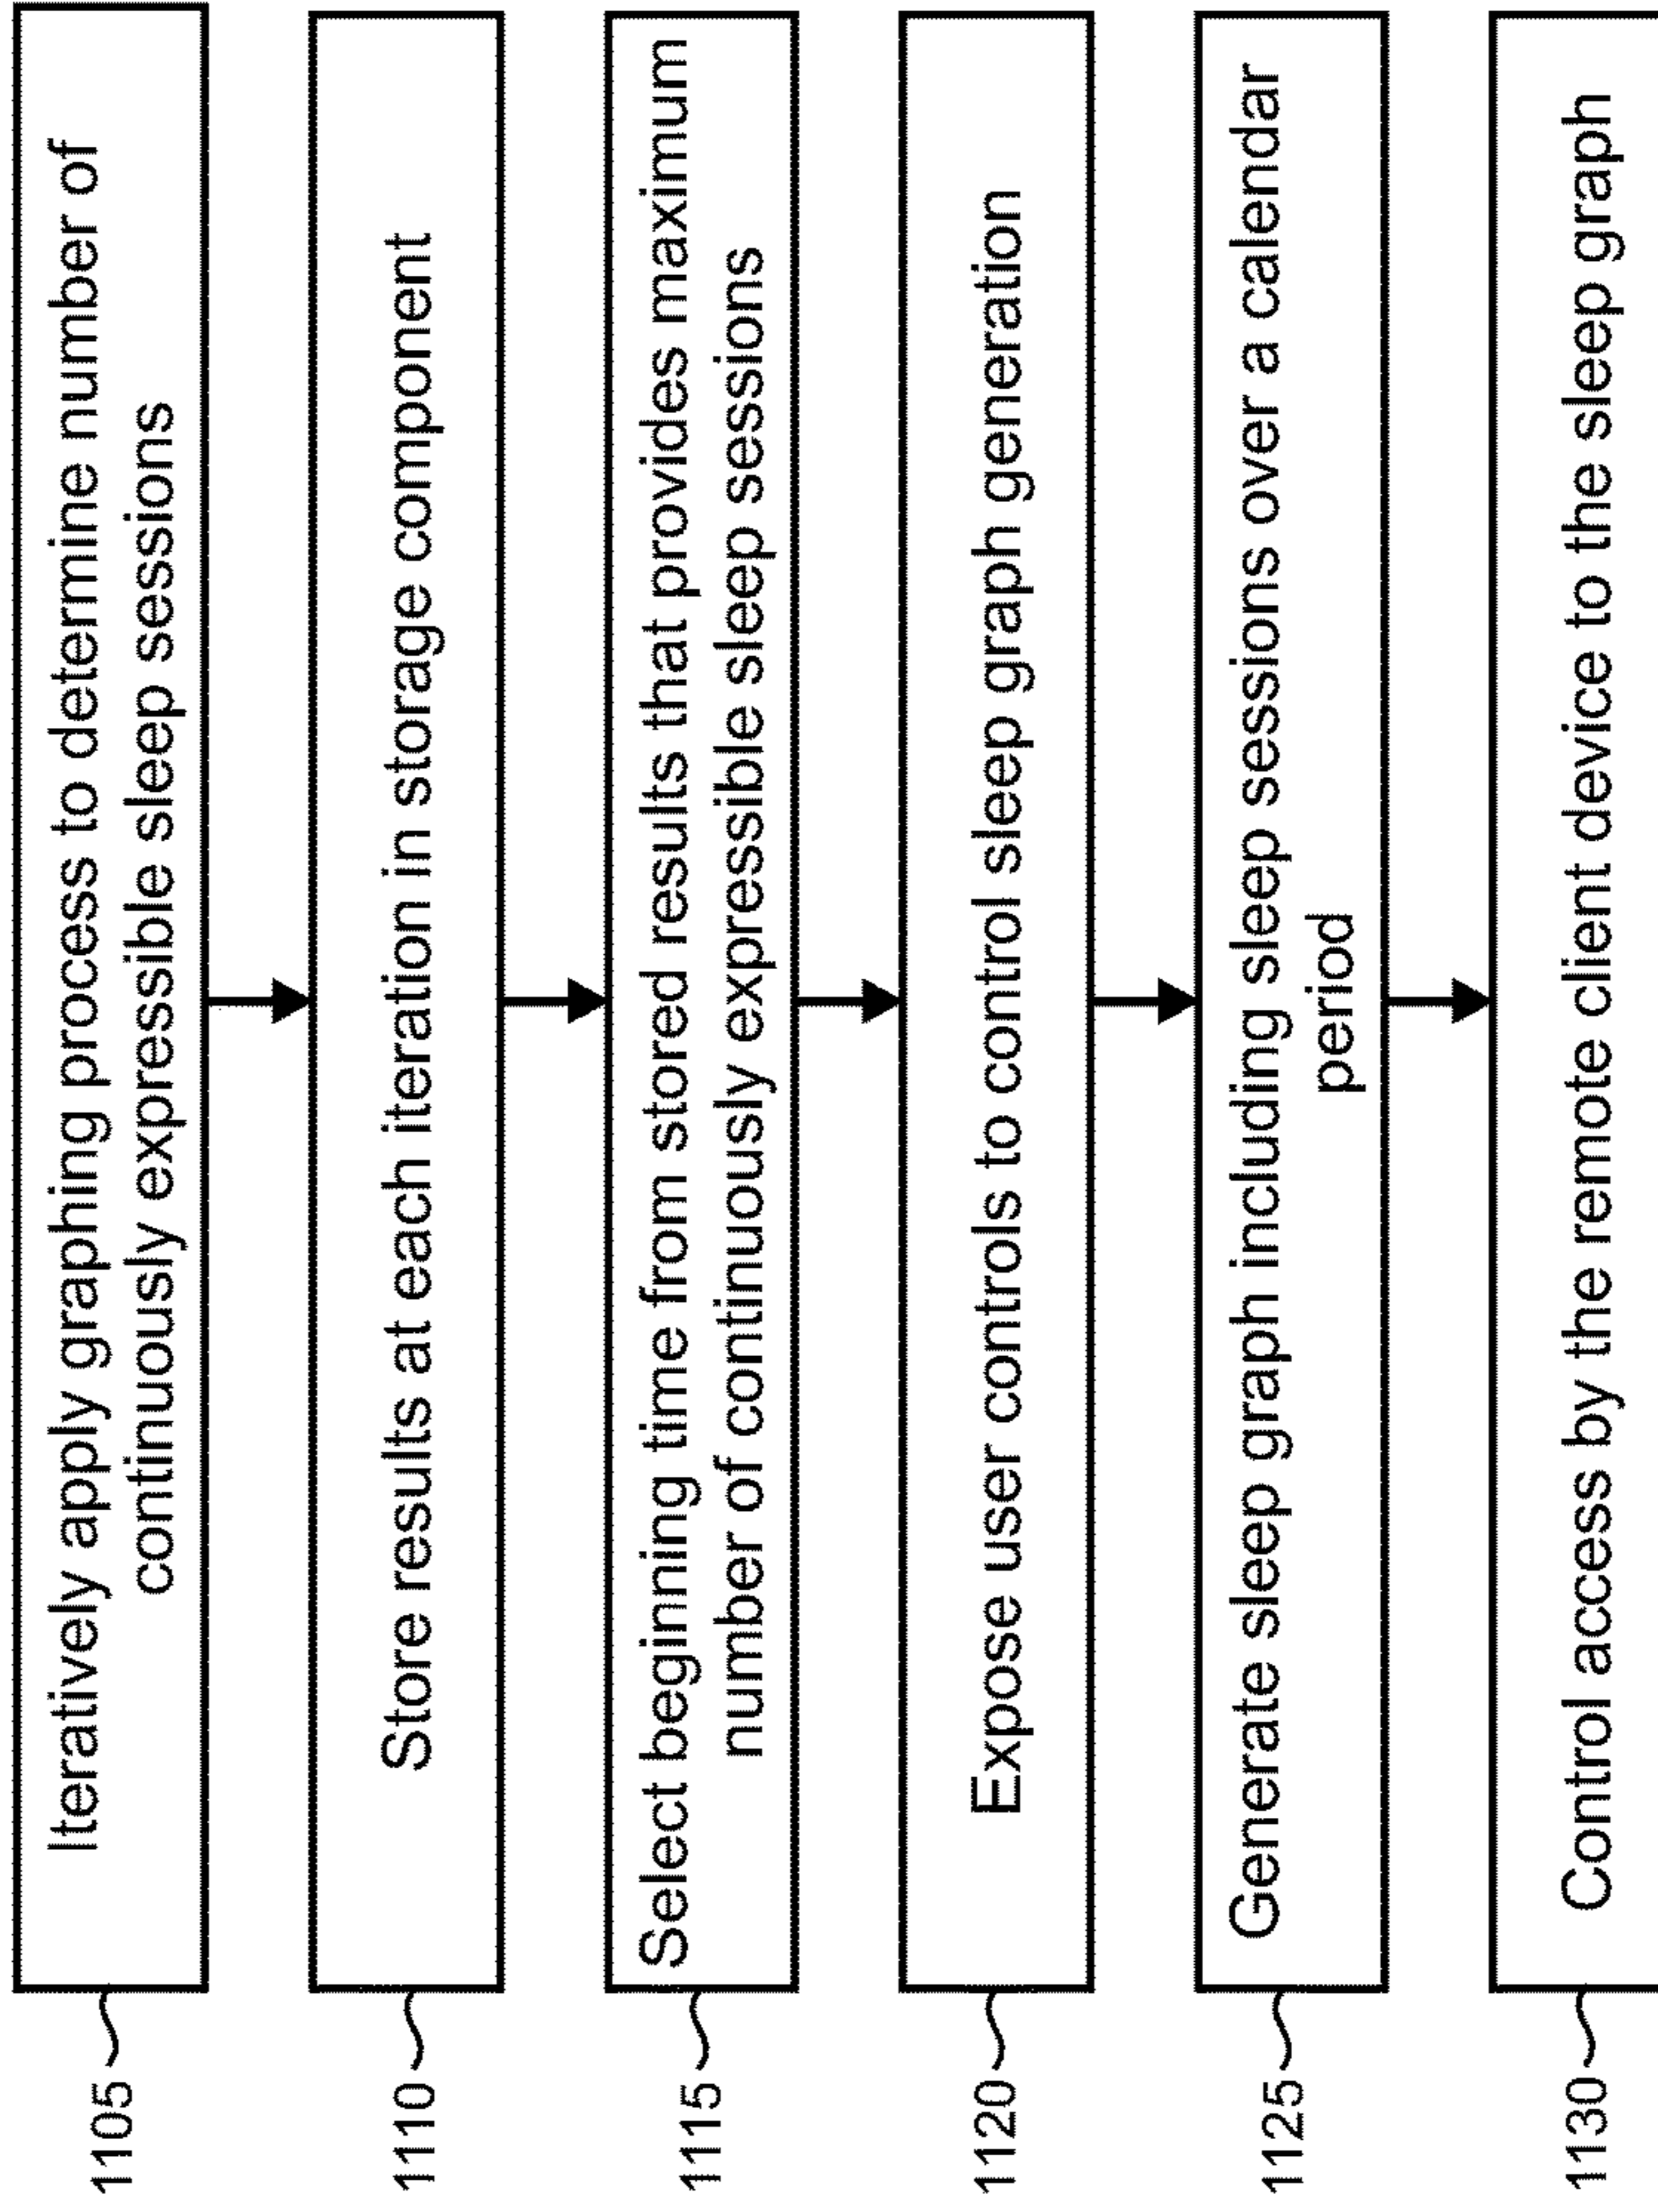 1105
Iteratively apply graphing process to determine number of
continuously expressible sleep sessions
1110
Store results at each iteration in storage component
1115
Select beginning time from stored results that provides maximum
number of continuously expressible sleep sessions
1120
Expose user controls to control sleep graph generation
1125
Generate sleep graph including sleep sessions over a calendar
period
1130
Control access by the remote client device to the sleep graph